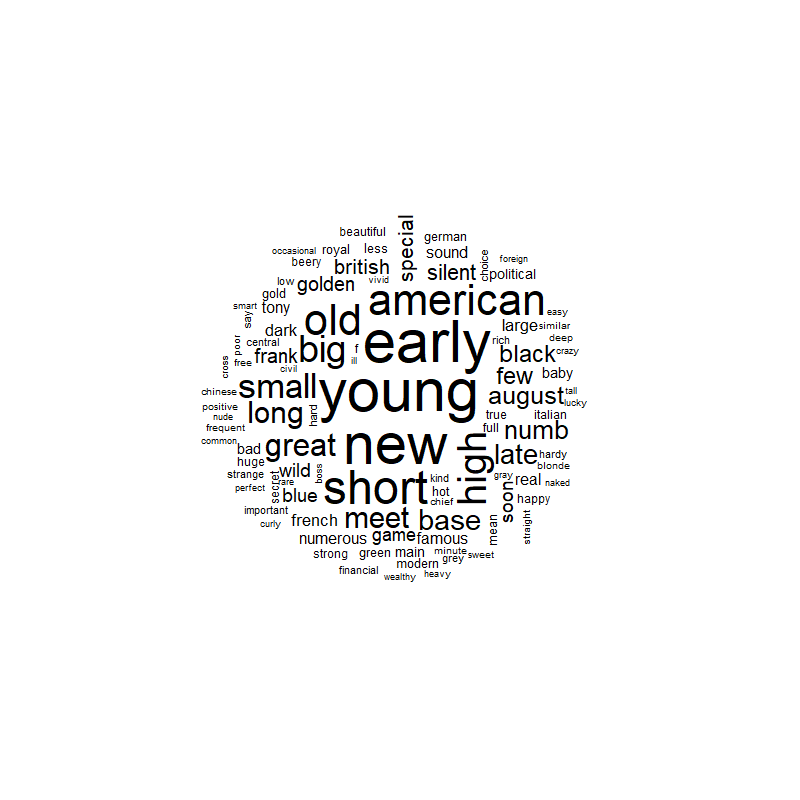 beautiful special german
occasional royal less sound choice foreign
beery british silent political
low golden vivid
gold american easy
smart say tony old large similar
dark early deep
poor central frank big f rich black crazy
cross free civil ill few baby
chinese small young august tall
positive lucky
nude long hard true italian
frequent full numb
common bad great new high late hardy
huge blonde
strange wild boss kind gray real naked
perfect secret rare short hot
blue chief soon happy
important
curly french meet base mean straight
numerous game famous
strong green main minute sweet
modern grey
financial wealthy heavy